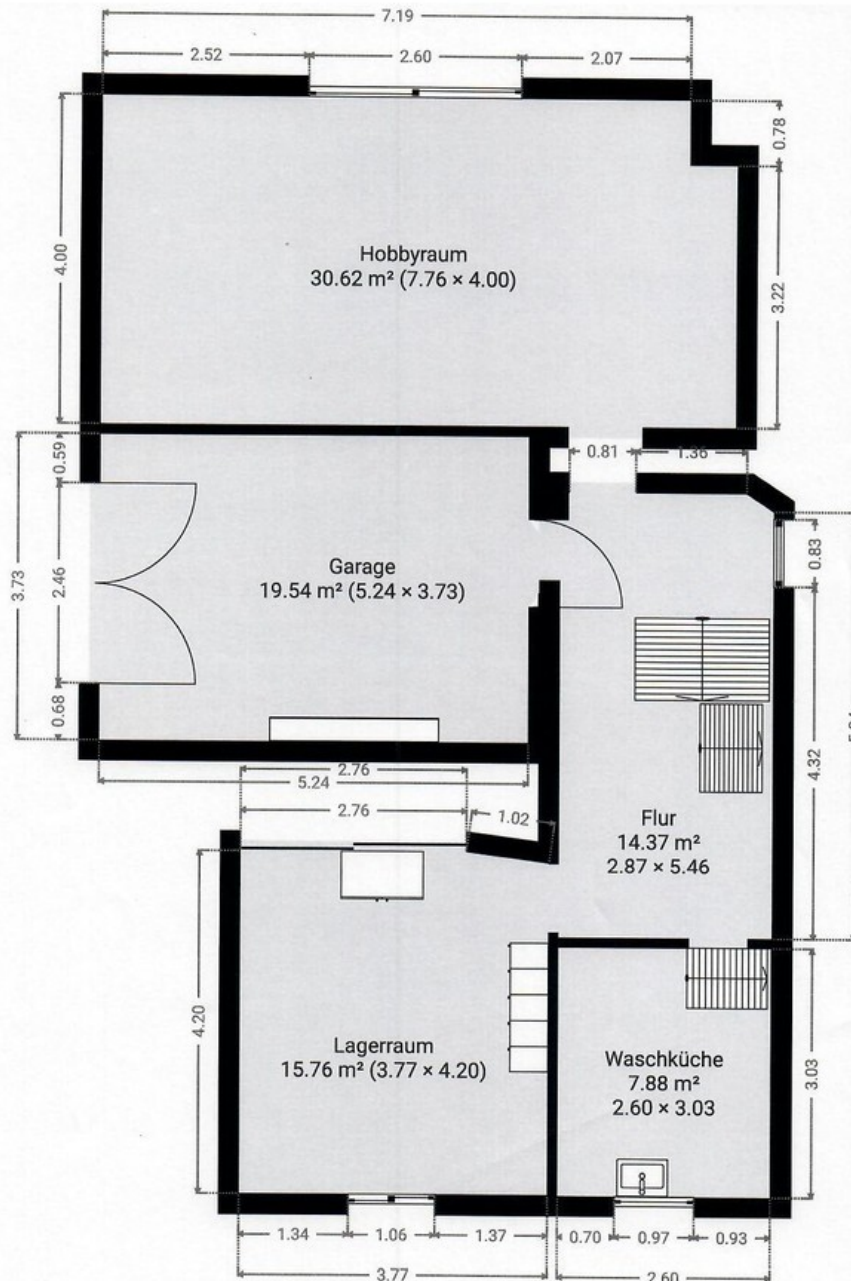 7.19
2.52
2.60
2.07
0.78
4.00
Hobbyraum
30.62 m² (7.76 × 4.00)
3.22
0.59
0.81
1.36
3.73
2.46
Garage
19.54 m² (5.24 × 3.73)
0.83
0.68
4.32
2.76
5.24
2.76
1.02
Flur
14.37 m²
2.87 × 5.46
4.20
Lagerraum
15.76 m² (3.77 × 4.20)
Waschküche
7.88 m²
2.60 × 3.03
3.03
1.34
1.06
1.37
0.70
0.97
0.93
3.77
2.60